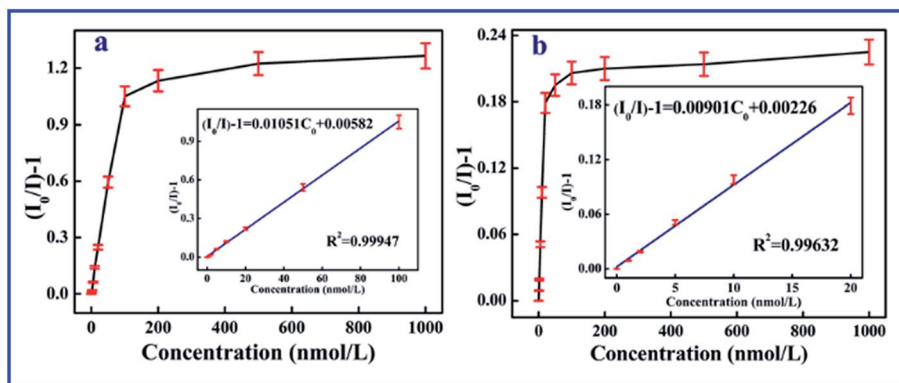 a
1.2
0.9
0.6
0.3
0.0
(I0/I)-1
0 200 400 600 800 1000
Concentration (nmol/L)
(I0/I)-1=0.01051C0+0.00582
0.9
0.6
0.3
0.0
(I0/I)-1
R2=0.99947
0 20 40 60 80 100
Concentration (nmol/L)
b
0.24
0.18
0.12
0.06
0.00
(I0/I)-1
0 200 400 600 800 1000
Concentration (nmol/L)
(I0/I)-1=0.00901C0+0.00226
0.18
0.12
0.06
0.00
(I0/I)-1
R2=0.99632
0 5 10 15 20
Concentration (nmol/L)